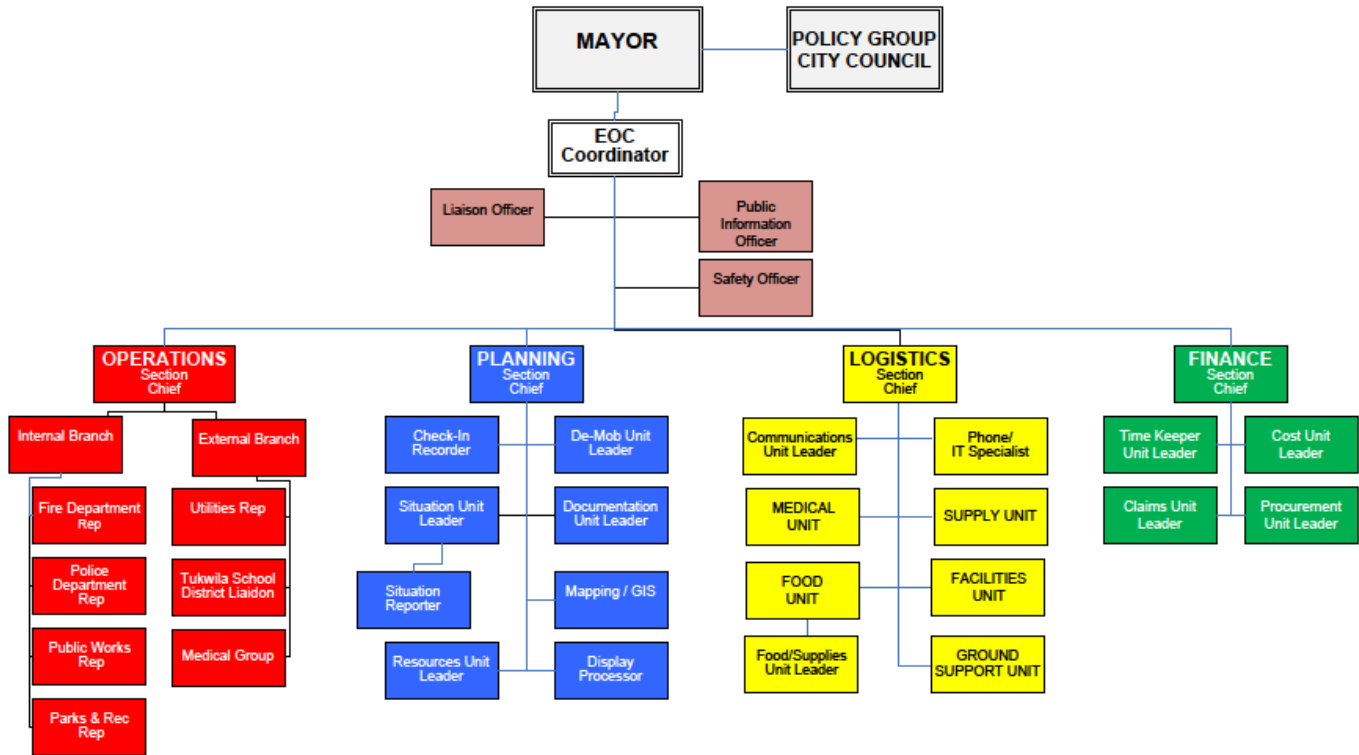 MAYOR
POLICY GROUP
CITY COUNCIL
EOC
Coordinator
Liaison Officer
Public
Information
Officer
Safety Officer
OPERATIONS
Section
Chief
PLANNING
Section
Chief
LOGISTICS
Section
Chief
FINANCE
Section
Chief
Internal Branch
External Branch
Fire Department
Rep
Utilities Rep
Police
Department
Rep
Tukwila School
District Liaidon
Public Works
Rep
Medical Group
Parks & Rec
Rep
Check-In
Recorder
De-Mob Unit
Leader
Situation Unit
Leader
Documentation
Unit Leader
Situation
Reporter
Mapping / GIS
Resources Unit
Leader
Display
Processor
Communications
Unit Leader
Phone/
IT Specialist
MEDICAL
UNIT
SUPPLY UNIT
FOOD
UNIT
FACILITIES
UNIT
Food/Supplies
Unit Leader
GROUND
SUPPORT UNIT
Time Keeper
Unit Leader
Cost Unit
Leader
Claims Unit
Leader
Procurement
Unit Leader